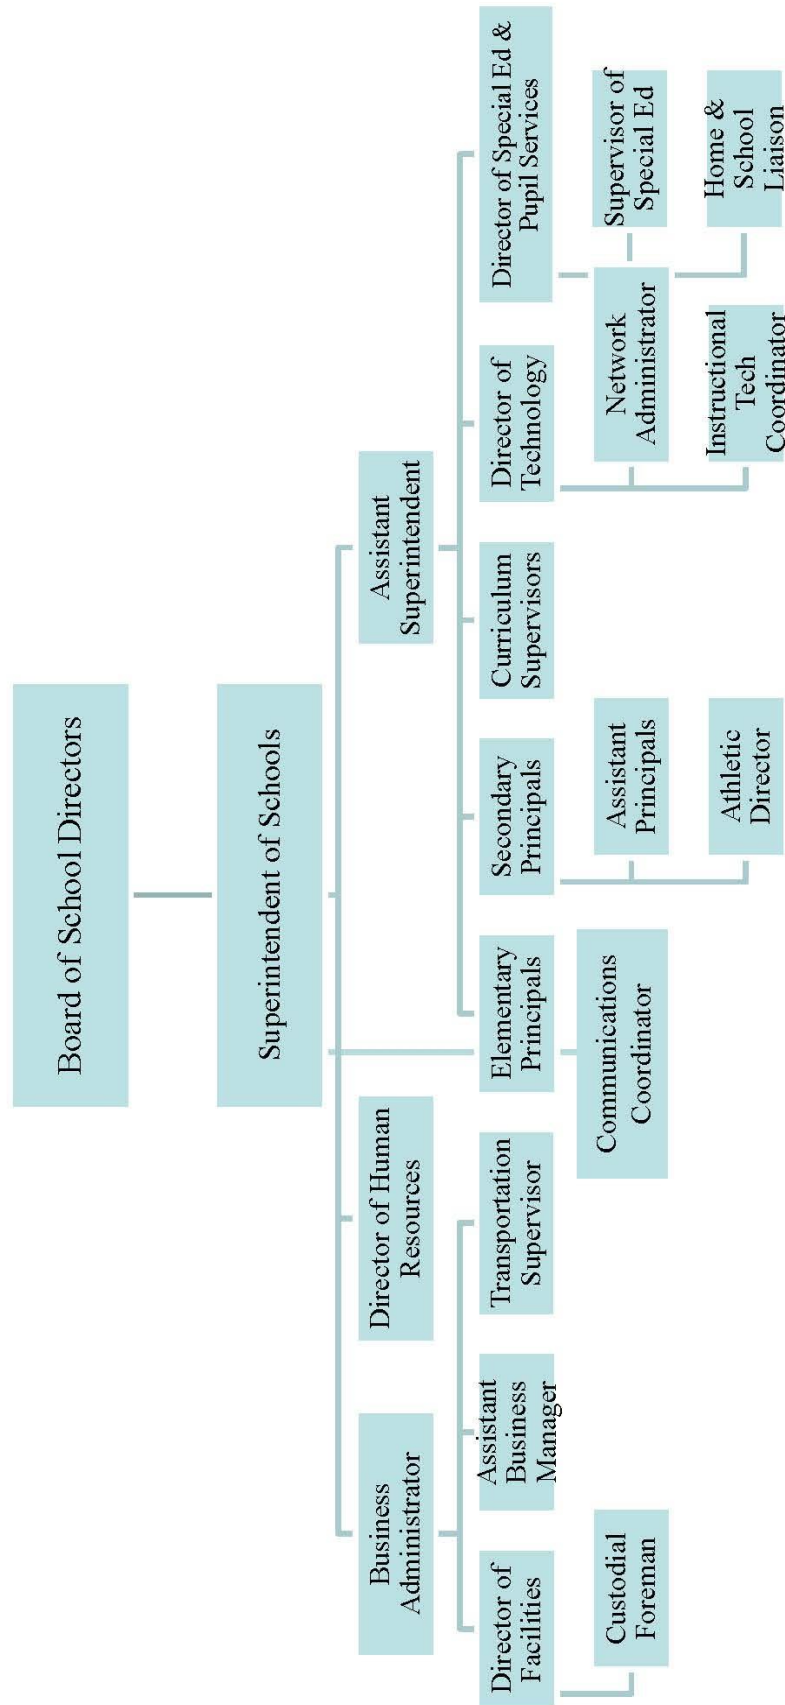 Board of School Directors
Superintendent of Schools
Business
Administrator
Director of Human
Resources
Assistant
Superintendent
Director of
Facilities
Assistant
Business
Manager
Transportation
Supervisor
Elementary
Principals
Secondary
Principals
Curriculum
Supervisors
Director of
Technology
Director of Special Ed &
Pupil Services
Custodial
Foreman
Communications
Coordinator
Assistant
Principals
Athletic
Director
Network
Administrator
Instructional
Tech
Coordinator
Supervisor of
Special Ed
Home &
School
Liaison